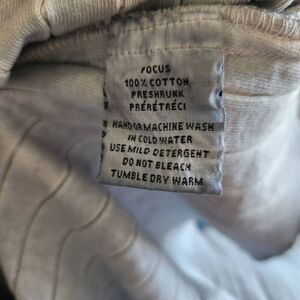 FOCUS
100% COTTON
PRESHRUNK
PRÉRÉTRÉCI
HAND OR MACHINE WASH
IN COLD WATER
USE MILD DETERGENT
DO NOT BLEACH
TUMBLE DRY WARM